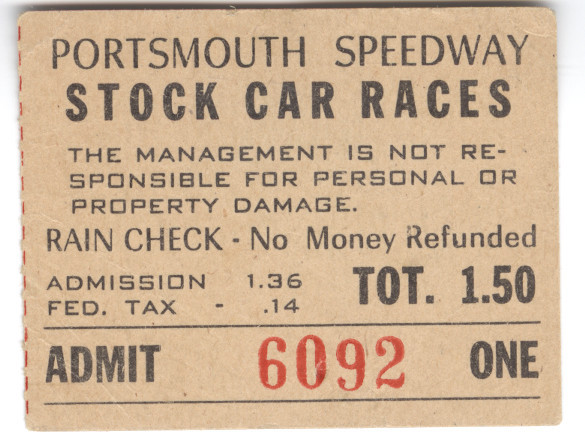 PORTSMOUTH SPEEDWAY
STOCK CAR RACES
THE MANAGEMENT IS NOT RE-
SPONSIBLE FOR PERSONAL OR
PROPERTY DAMAGE.
RAIN CHECK - No Money Refunded
ADMISSION 1.36
FED. TAX - .14
TOT. 1.50
ADMIT 6092 ONE